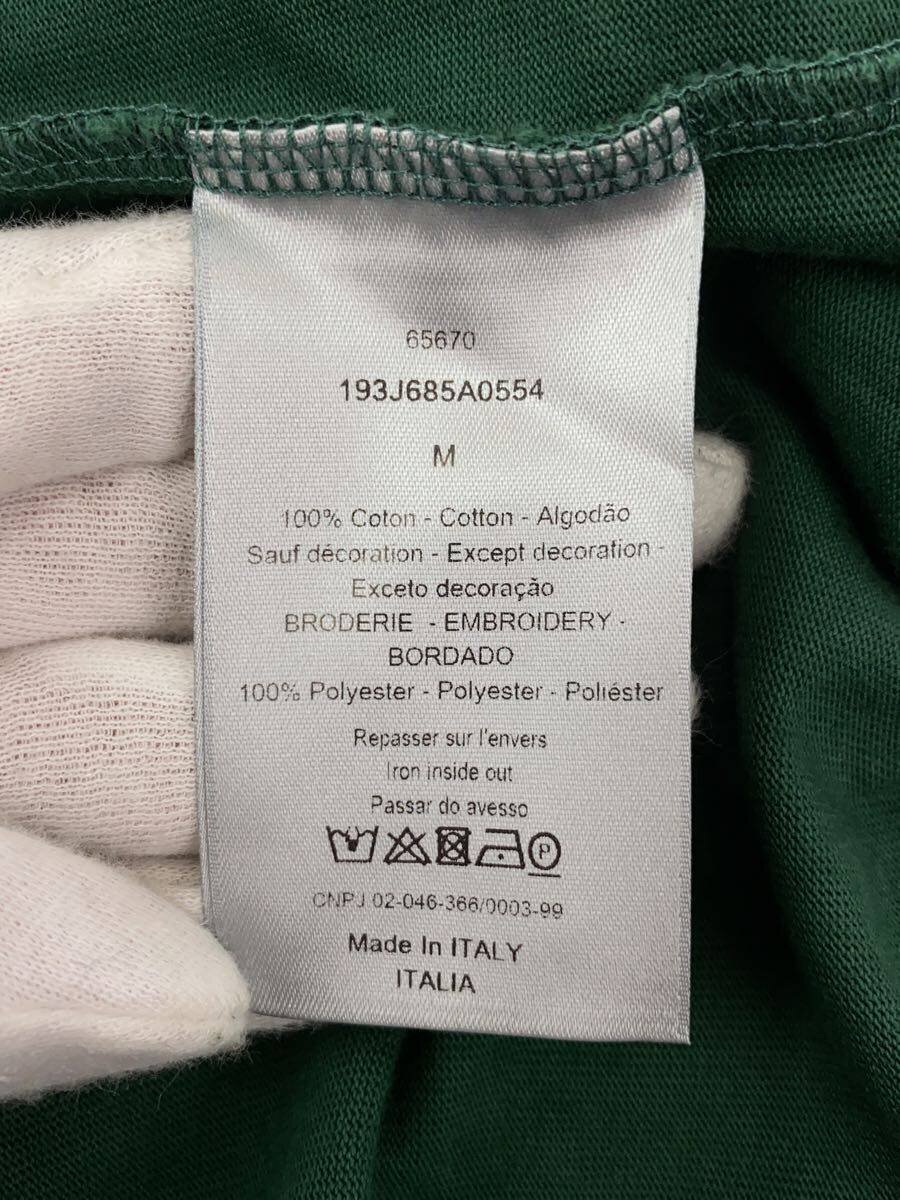 65670
193J685A0554
M
100% Coton - Cotton - Algodão
Sauf décoration - Except decoration -
Exceto decoração
BRODERIE - EMBROIDERY -
BORDADO
100% Polyester - Polyester - Poliéster
Repasser sur l'envers
Iron inside out
Passar do avesso
P
CNPJ 02-046-366/0003-99
Made In ITALY
ITALIA